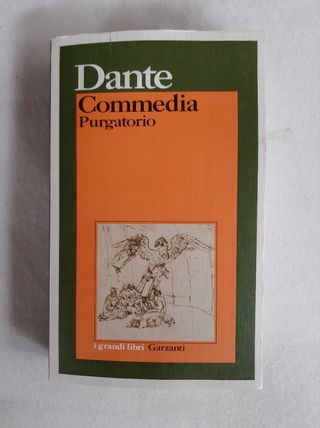 Dante
Commedia
Purgatorio
i grandi libri Garzanti